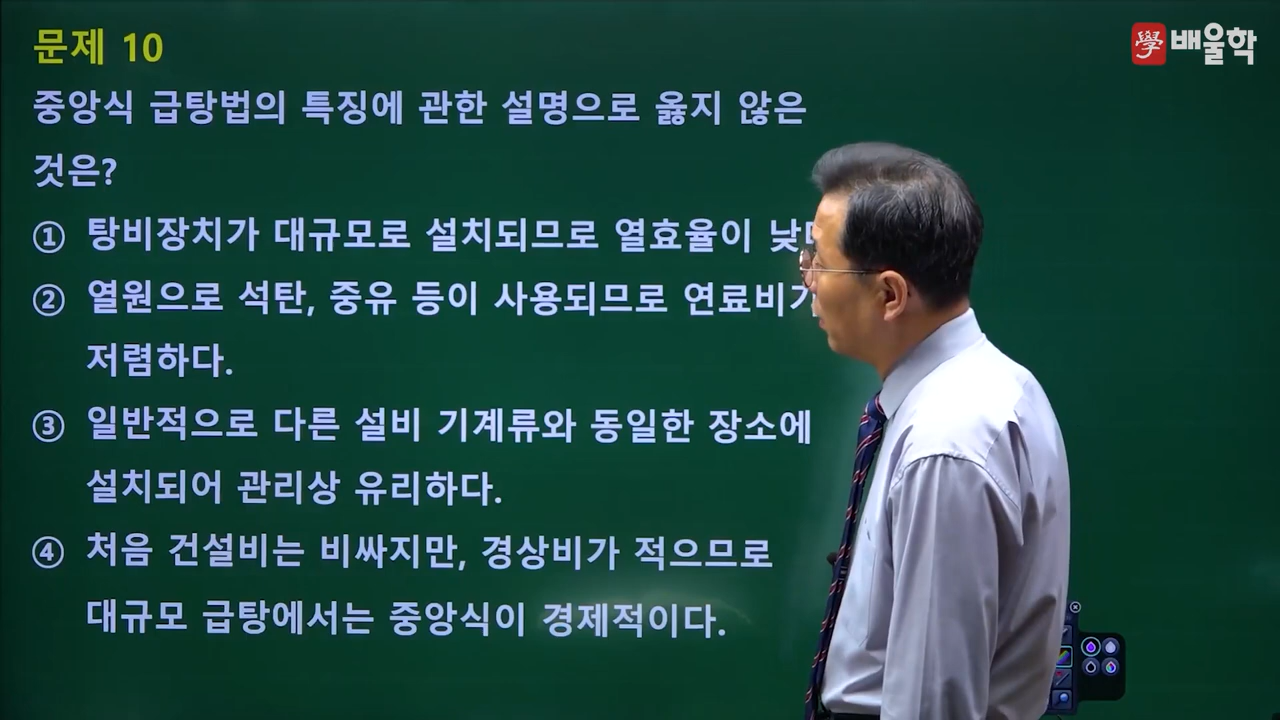 문제 10
學 배울학
중앙식 급탕법의 특징에 관한 설명으로 옳지 않은
것은?
① 탕비장치가 대규모로 설치되므로 열효율이
② 열원으로 석탄, 중유 등이 사용되므로 연료비가
저렴하다.
③ 일반적으로 다른 설비 기계류와 동일한 장소에
설치되어 관리상 유리하다.
④ 처음 건설비는 비싸지만, 경상비가 적으므로
대규모 급탕에서는 중앙식이 경제적이다.